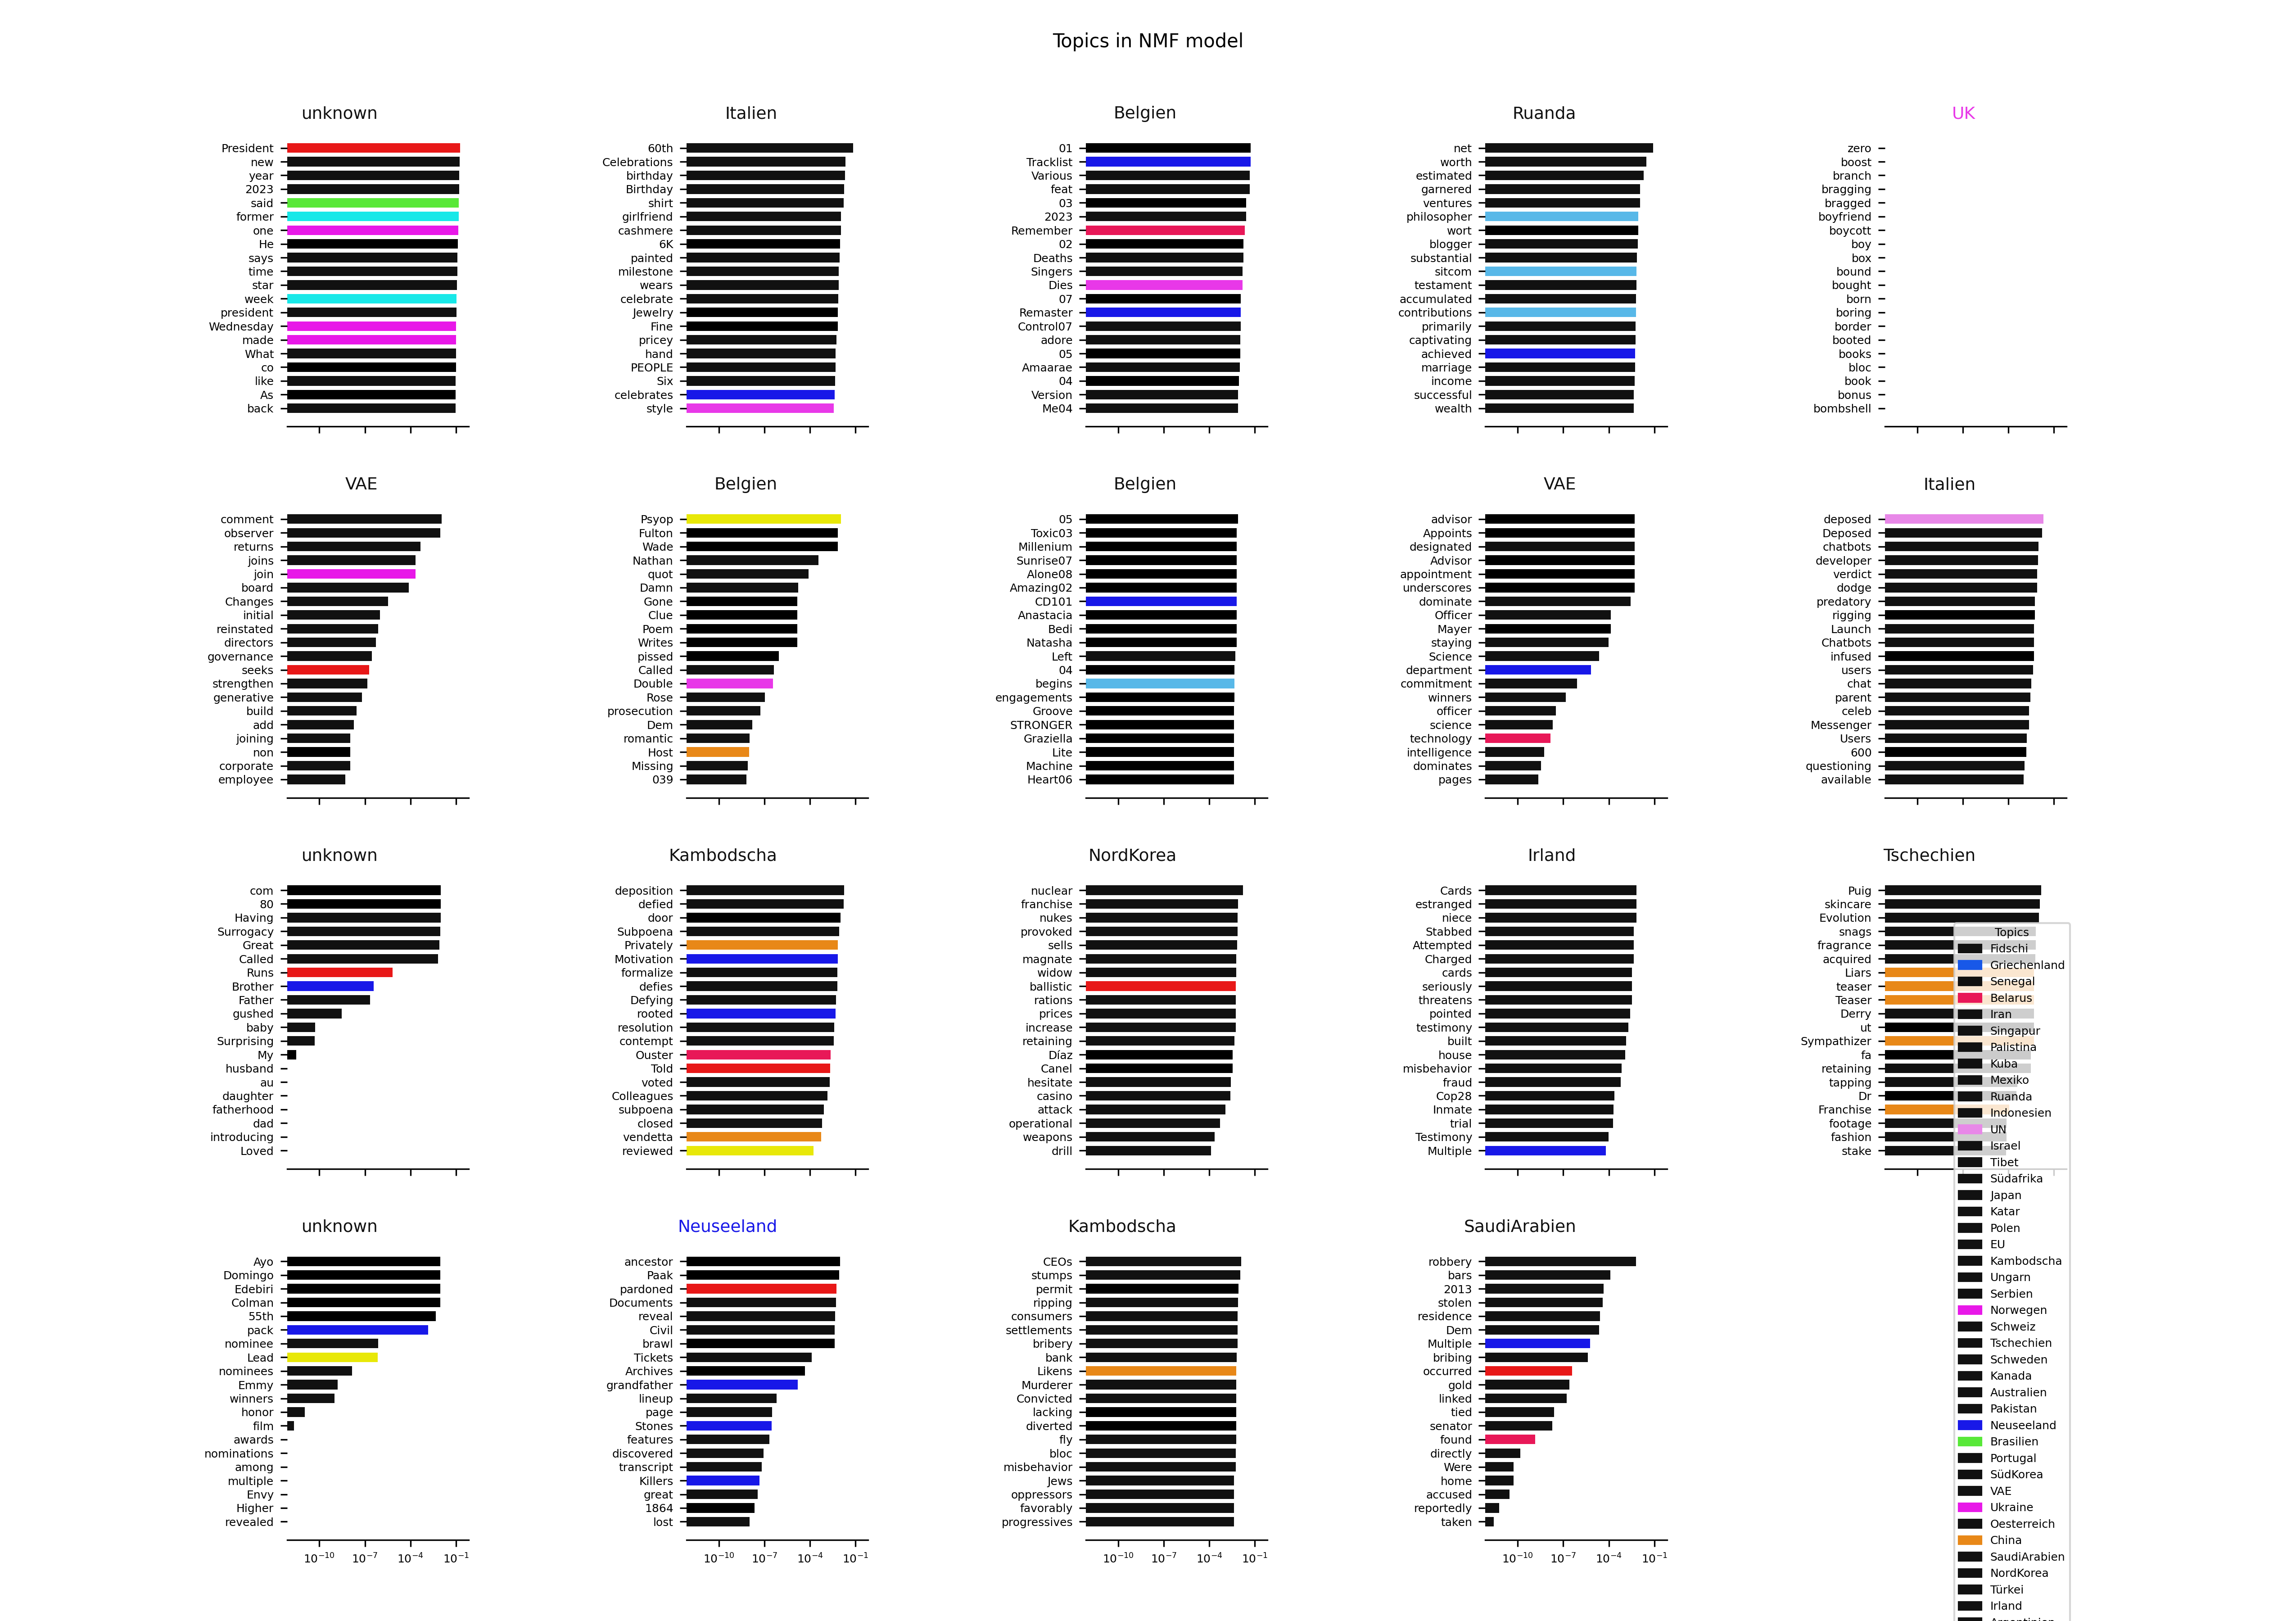 Topics in NMF model
unknown
President
new
year
2023
said
former
one
He
says
time
star
week
president
Wednesday
made
What
co
like
As
back
Italien
60th
Celebrations
birthday
Birthday
shirt
girlfriend
cashmere
6K
painted
milestone
wears
celebrate
Jewelry
Fine
pricey
hand
PEOPLE
Six
celebrates
style
Belgien
01
Tracklist
Various
feat
03
2023
Remember
02
Deaths
Singers
Dies
07
Remaster
Control07
adore
05
Amaarae
04
Version
Me04
Ruanda
net
worth
estimated
garnered
ventures
philosopher
wort
blogger
substantial
sitcom
testament
accumulated
contributions
primarily
captivating
achieved
marriage
income
successful
wealth
UK
zero
boost
branch
bragging
bragged
boyfriend
boycott
boy
box
bound
bought
born
boring
border
booted
books
bloc
book
bonus
bombshell
VAE
comment
observer
returns
joins
join
board
Changes
initial
reinstated
directors
governance
seeks
strengthen
generative
build
add
joining
non
corporate
employee
Belgien
Psyop
Fulton
Wade
Nathan
quot
Damn
Gone
Clue
Poem
Writes
pissed
Called
Double
Rose
prosecution
Dem
romantic
Host
Missing
039
Belgien
05
Toxic03
Millenium
Sunrise07
Alone08
Amazing02
CD101
Anastacia
Bedi
Natasha
Left
04
begins
engagements
Groove
STRONGER
Graziella
Lite
Machine
Heart06
VAE
advisor
Appoints
designated
Advisor
appointment
underscores
dominate
Officer
Mayer
staying
Science
department
commitment
winners
officer
science
technology
intelligence
dominates
pages
Italien
deposed
Deposed
chatbots
developer
verdict
dodge
predatory
rigging
Launch
Chatbots
infused
users
chat
parent
celeb
Messenger
Users
600
questioning
available
unknown
com
80
Having
Surrogacy
Great
Called
Runs
Brother
Father
gushed
baby
Surprising
My
husband
au
daughter
fatherhood
dad
introducing
Loved
Kambodscha
deposition
defied
door
Subpoena
Privately
Motivation
formalize
defies
Defying
rooted
resolution
contempt
Ouster
Told
voted
Colleagues
subpoena
closed
vendetta
reviewed
NordKorea
nuclear
franchise
nukes
provoked
sells
magnate
widow
ballistic
rations
prices
increase
retaining
Díaz
Canel
hesitate
casino
attack
operational
weapons
drill
Irland
Cards
estranged
niece
Stabbed
Attempted
Charged
cards
seriously
threatens
pointed
testimony
built
house
misbehavior
fraud
Cop28
Inmate
trial
Testimony
Multiple
Tschechien
Puig
skincare
Evolution
snags
fragrance
acquired
Liars
teaser
Teaser
Derry
ut
Sympathizer
fa
retaining
tapping
Dr
Franchise
footage
fashion
stake
unknown
Ayo
Domingo
Edebiri
Colman
55th
pack
nominee
Lead
nominees
Emmy
winners
honor
film
awards
nominations
among
multiple
Envy
Higher
revealed
10⁻¹⁰ 10⁻⁷ 10⁻⁴ 10⁻¹
Neuseeland
ancestor
Paak
pardoned
Documents
reveal
Civil
brawl
Tickets
Archives
grandfather
lineup
page
Stones
features
discovered
transcript
Killers
great
1864
lost
10⁻¹⁰ 10⁻⁷ 10⁻⁴ 10⁻¹
Kambodscha
CEOs
stumps
permit
ripping
consumers
settlements
bribery
bank
Likens
Murderer
Convicted
lacking
diverted
fly
bloc
misbehavior
Jews
oppressors
favorably
progressives
10⁻¹⁰ 10⁻⁷ 10⁻⁴ 10⁻¹
SaudiArabien
robbery
bars
2013
stolen
residence
Dem
Multiple
bribing
occurred
gold
linked
tied
senator
found
directly
Were
home
accused
reportedly
taken
10⁻¹⁰ 10⁻⁷ 10⁻⁴ 10⁻¹
Topics
Fidschi
Griechenland
Senegal
Belarus
Iran
Singapur
Palistina
Kuba
Mexiko
Ruanda
Indonesien
UN
Israel
Tibet
Südafrika
Japan
Katar
Polen
EU
Kambodscha
Ungarn
Serbien
Norwegen
Schweiz
Tschechien
Schweden
Kanada
Australien
Pakistan
Neuseeland
Brasilien
Portugal
SüdKorea
VAE
Ukraine
Oesterreich
China
SaudiArabien
NordKorea
Türkei
Irland